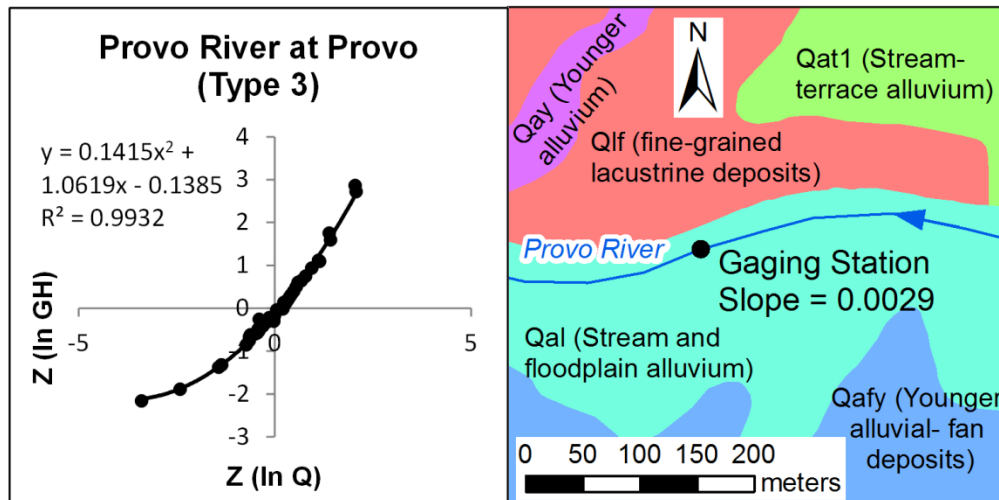 Provo River at Provo
(Type 3)
y = 0.1415x² +
1.0619x - 0.1385
R² = 0.9932
4
3
2
1
0
-1
-2
-3
-5
0
5
Z (ln GH)
Z (ln Q)
N
Qay (Younger
alluvium)
Qat1 (Stream-
terrace alluvium)
Qlf (fine-grained
lacustrine deposits)
Provo River
Gaging Station
Slope = 0.0029
Qal (Stream and
floodplain alluvium)
Qafy (Younger
alluvial- fan
deposits)
0 50 100 150 200
meters